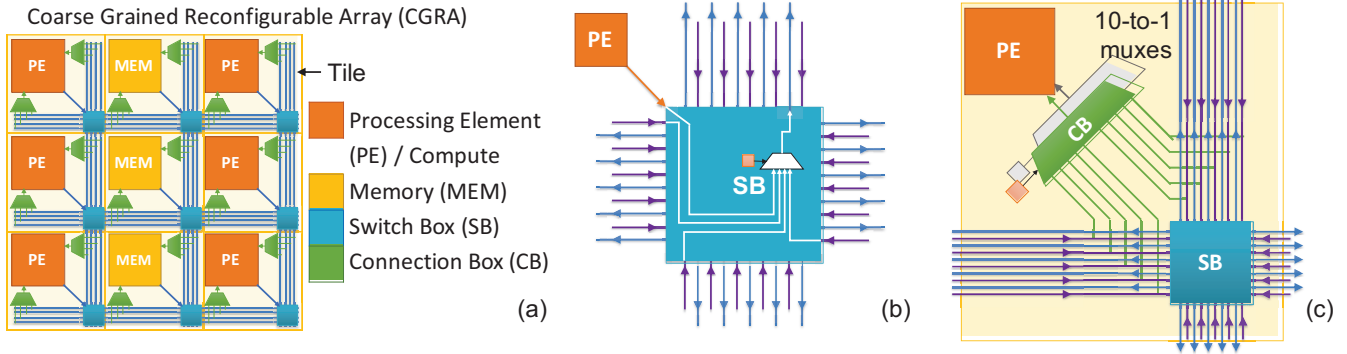 Coarse Grained Reconfigurable Array (CGRA)
PE
MEM
PE
Tile
PE
MEM
PE
PE
MEM
PE
Processing Element
(PE) / Compute
Memory (MEM)
Switch Box (SB)
Connection Box (CB)
(a)
PE
SB
(b)
PE
10-to-1
muxes
CB
SB
(c)